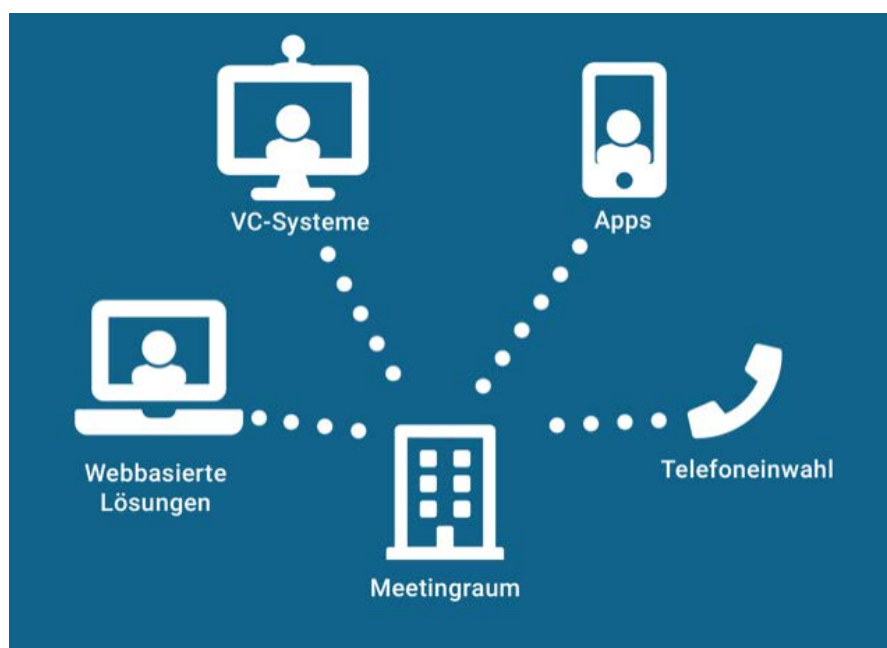 VC-Systeme
Apps
Webbasierte
Lösungen
Telefoneinwahl
Meetingraum